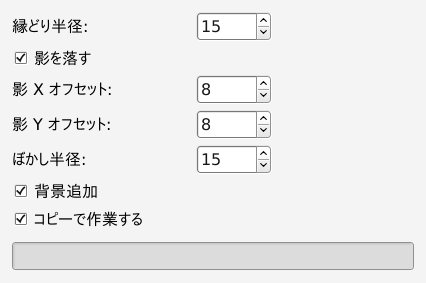 縁どり半径: 15
影を落す
影 X オフセット: 8
影 Y オフセット: 8
ぼかし半径: 15
背景追加
コピーで作業する